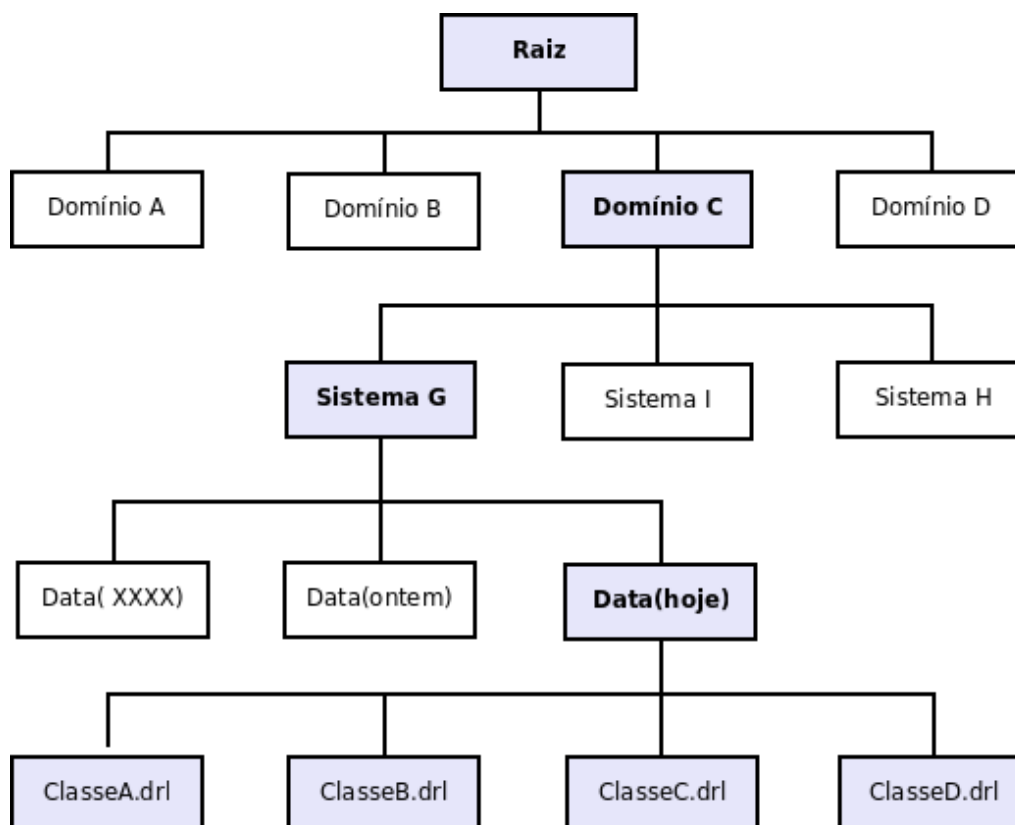 Raiz
Domínio A
Domínio B
Domínio C
Domínio D
Sistema G
Sistema I
Sistema H
Data( XXXX)
Data(ontem)
Data(hoje)
ClasseA.drl
ClasseB.drl
ClasseC.drl
ClasseD.drl